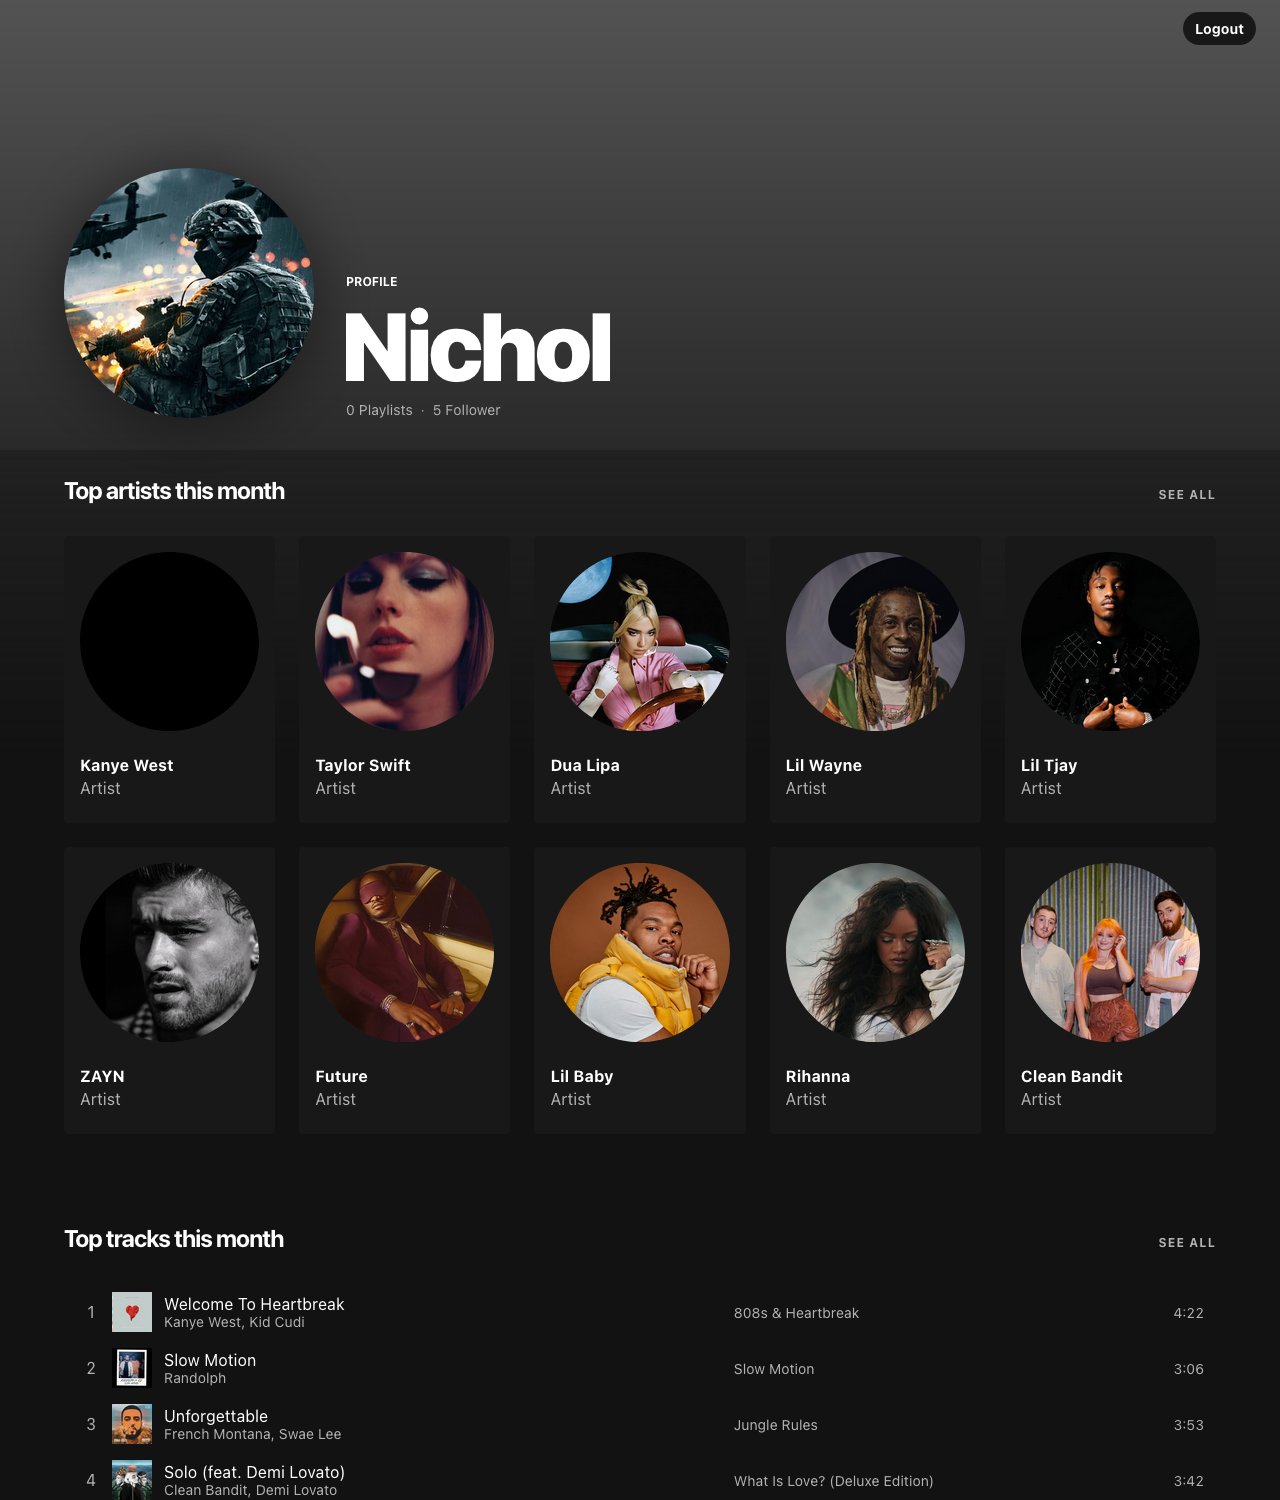 Logout
PROFILE
Nichol
0 Playlists · 5 Follower
Top artists this month
SEE ALL
Kanye West
Artist
Taylor Swift
Artist
Dua Lipa
Artist
Lil Wayne
Artist
Lil Tjay
Artist
ZAYN
Artist
Future
Artist
Lil Baby
Artist
Rihanna
Artist
Clean Bandit
Artist
Top tracks this month
SEE ALL
1
Welcome To Heartbreak
Kanye West, Kid Cudi
808s & Heartbreak
4:22
2
Slow Motion
Randolph
Slow Motion
3:06
3
Unforgettable
French Montana, Swae Lee
Jungle Rules
3:53
4
Solo (feat. Demi Lovato)
Clean Bandit, Demi Lovato
What Is Love? (Deluxe Edition)
3:42